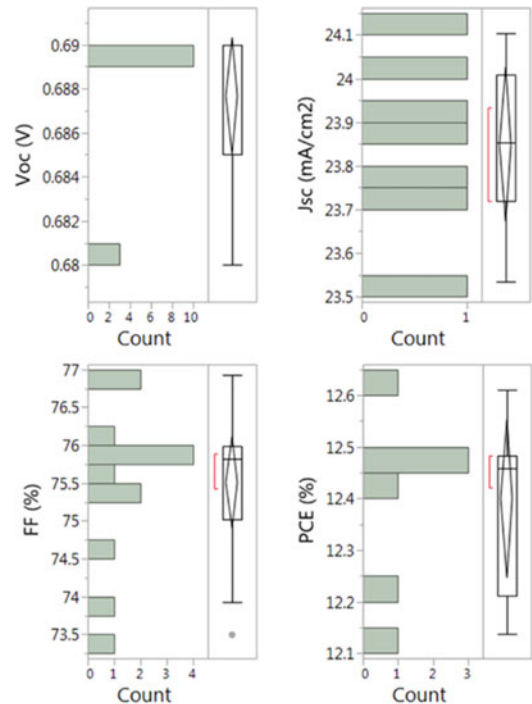 Voc (V)
0.69
0.688
0.686
0.684
0.682
0.68
0 2 4 6 8 10
Count
Jsc (mA/cm2)
24.1
24
23.9
23.8
23.7
23.6
23.5
0 1
Count
FF (%)
77
76.5
76
75.5
75
74.5
74
73.5
0 1 2 3 4
Count
PCE (%)
12.6
12.5
12.4
12.3
12.2
12.1
0 1 2 3
Count